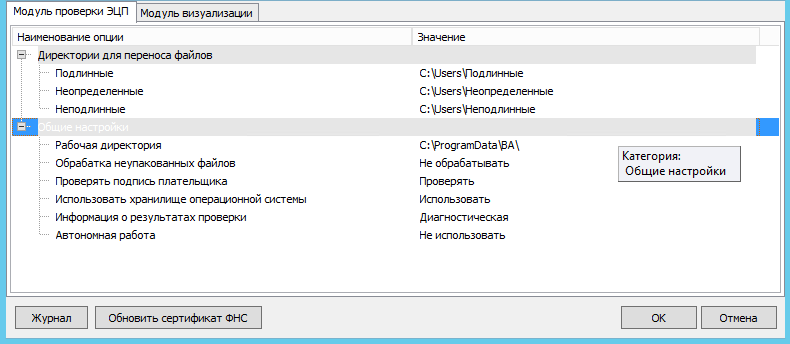 Модуль проверки ЭЦП Модуль визуализации
Наименование опции Значение
Директории для переноса файлов
Подлинные C:\Users\Подлинные
Неопределенные C:\Users\Неопределенные
Неподлинные C:\Users\Неподлинные
Общие настройки
Рабочая директория C:\ProgramData\BA\
Обрабатка неупакованных файлов Не обрабатывать
Проверять подпись плательщика Проверять
Использовать хранилище операционной системы Использовать
Информация о результатах проверки Диагностическая
Автономная работа Не использовать
Категория:
Общие настройки
Журнал Обновить сертификат ФНС OK Отмена